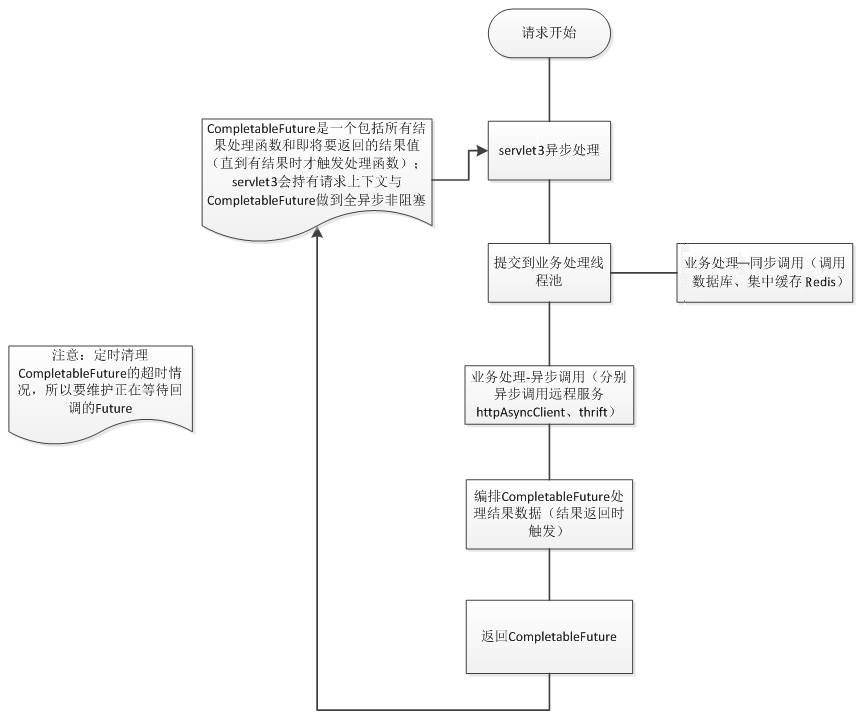 请求开始
CompletableFuture是一个包括所有结
果处理函数和即将要返回的结果值
（直到有结果时才触发处理函数）；
servlet3会持有请求上下文与
CompletableFuture做到全异步非阻塞
servlet3异步处理
提交到业务处理线
程池
业务处理—同步调用（调用
数据库、集中缓存 Redis）
注意：定时清理
CompletableFuture的超时情
况，所以要维护正在等待回
调的Future
业务处理-异步调用（分别
异步调用远程服务
httpAsyncClient、thrift）
编排CompletableFuture处
理结果数据（结果返回时
触发）
返回CompletableFuture